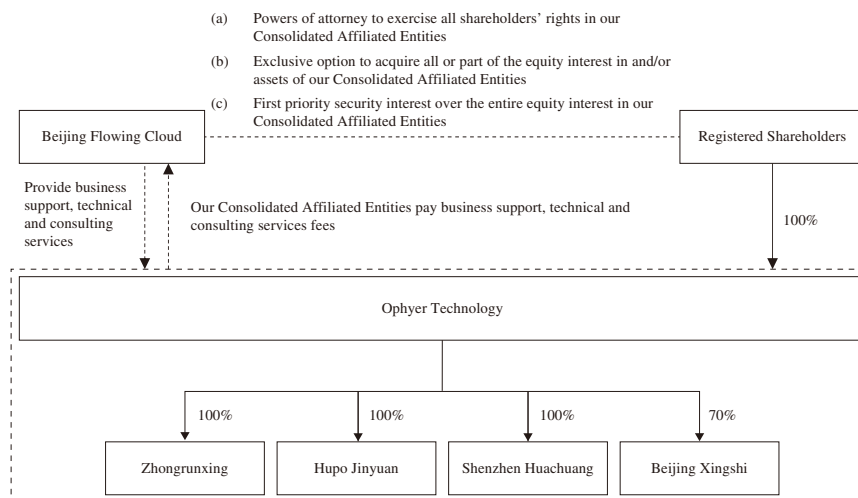 (a) Powers of attorney to exercise all shareholders’ rights in our
Consolidated Affiliated Entities
(b) Exclusive option to acquire all or part of the equity interest in and/or
assets of our Consolidated Affiliated Entities
(c) First priority security interest over the entire equity interest in our
Consolidated Affiliated Entities
Beijing Flowing Cloud
Registered Shareholders
Provide business
support, technical
and consulting
services
Our Consolidated Affiliated Entities pay business support, technical and
consulting services fees
100%
Ophyer Technology
100%
100%
100%
70%
Zhongrunxing
Hupo Jinyuan
Shenzhen Huachuang
Beijing Xingshi